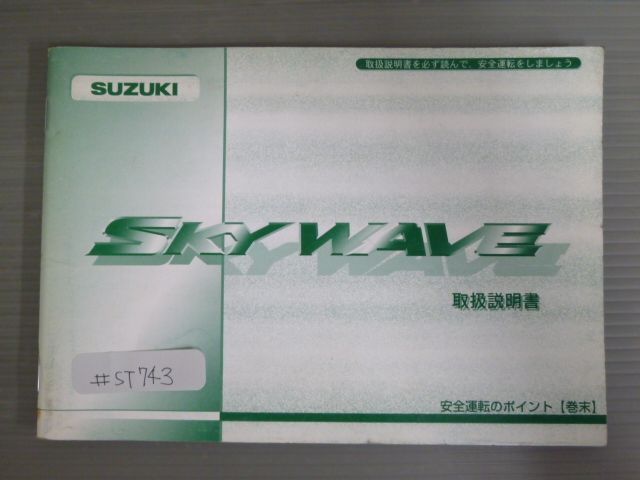 取扱説明書を必ず読んで、安全運転をしましょう
SUZUKI
SKYWAVE
取扱説明書
#ST743
安全運転のポイント【巻末】